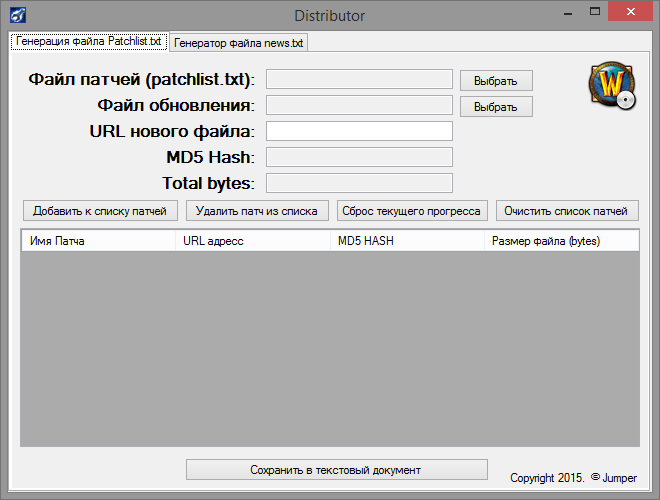 Distributor
Генерация файла Patchlist.txt Генератор файла news.txt
Файл патчей (patchlist.txt): Выбрать
Файл обновления: Выбрать
URL нового файла:
MD5 Hash:
Total bytes:
Добавить к списку патчей Удалить патч из списка Сброс текущего прогресса Очистить список патчей
Имя Патча URL адресс MD5 HASH Размер файла (bytes)
Сохранить в текстовый документ
Copyright 2015. © Jumper